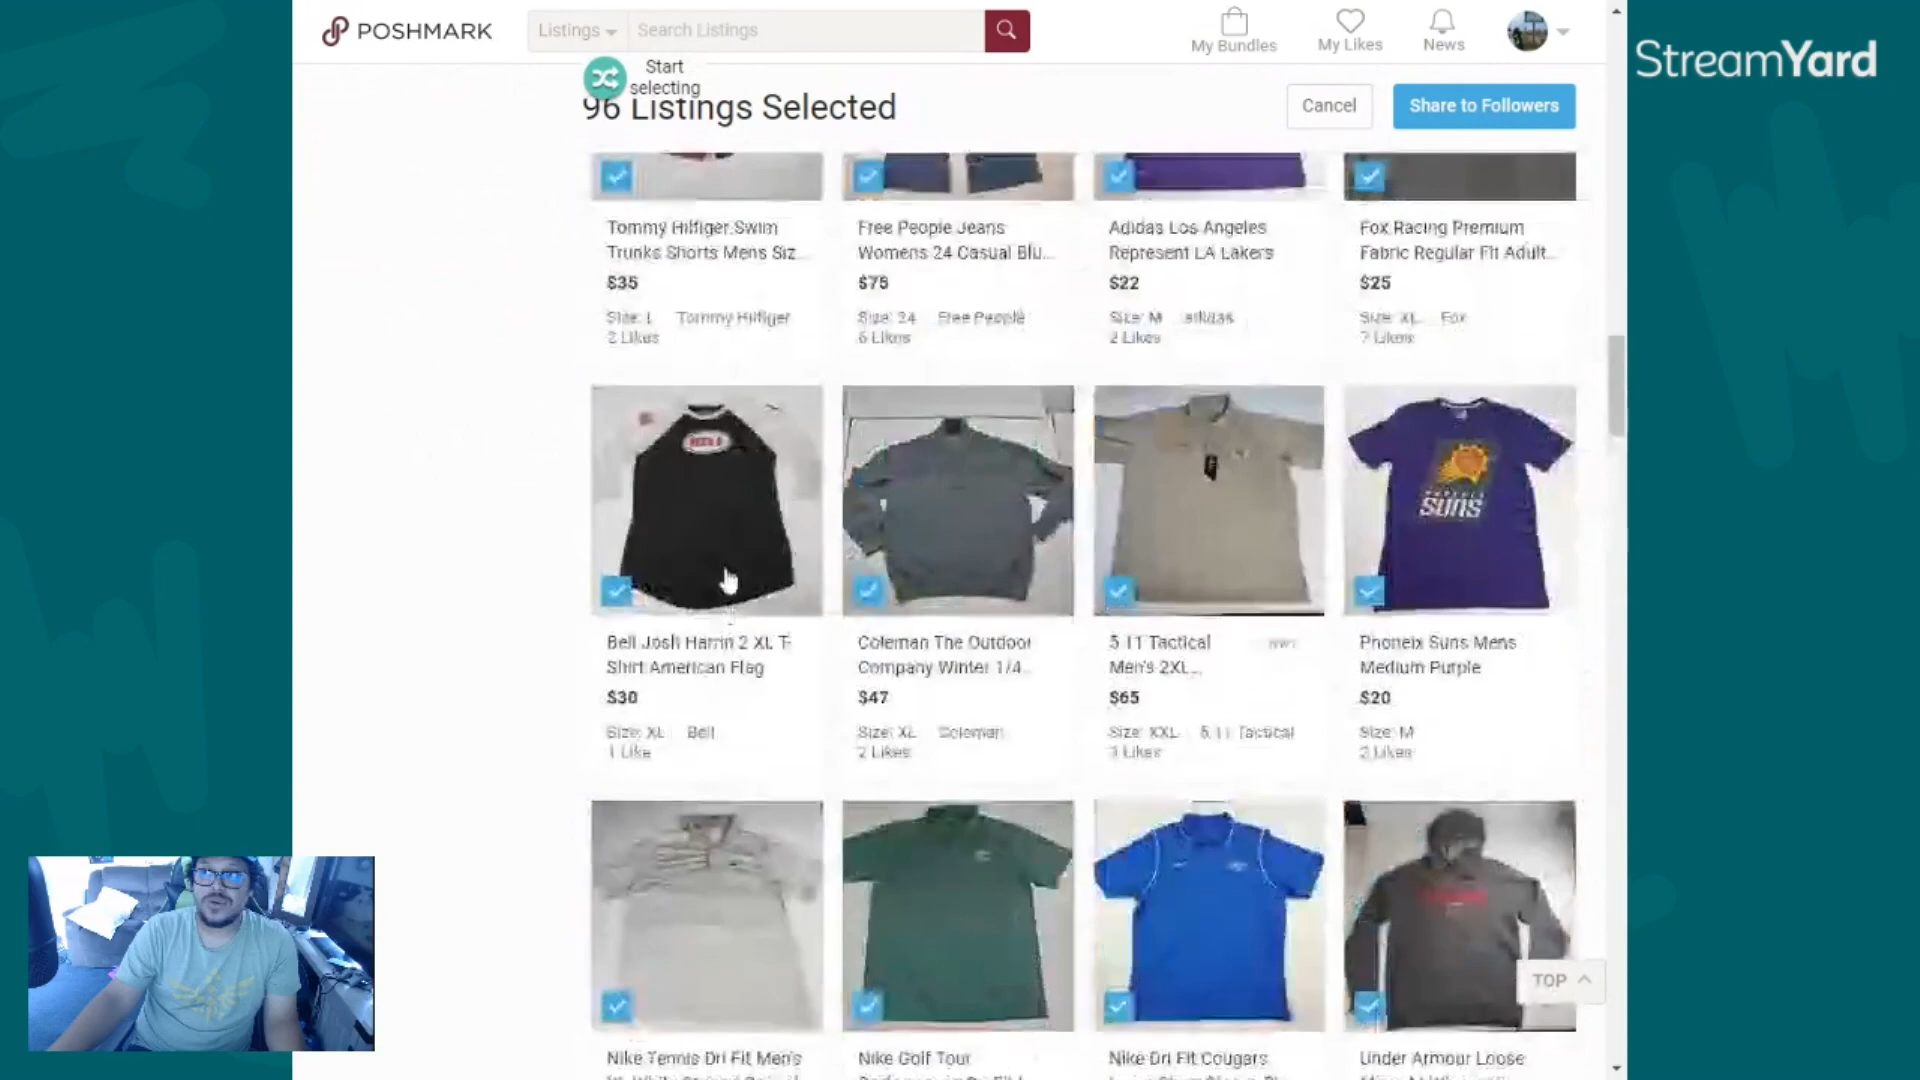 POSHMARK
Listings
Search Listings
My Bundles
My Likes
News
StreamYard
Start
selecting
96 Listings Selected
Cancel
Share to Followers
Tommy Hilfiger Swim
Trunks Shorts Mens Siz...
$35
Size: L Tommy Hilfiger
2 Likes
Free People Jeans
Womens 24 Casual Blu...
$75
Size: 24 Free People
6 Likes
Adidas Los Angeles
Represent LA Lakers
$22
Size: M adidas
2 Likes
Fox Racing Premium
Fabric Regular Fit Adult...
$25
Size: XL Fox
7 Likes
SUNS
Bell Josh Harrin 2 XL T-
Shirt American Flag
$30
Size: XL Bell
1 Like
Coleman The Outdoor
Company Winter 1/4...
$47
Size: XL Coleman
2 Likes
5.11 Tactical
Men's 2XL...
$65
Size: XXL 5.11 Tactical
3 Likes
Phoneix Suns Mens
Medium Purple
$20
Size: M
2 Likes
TOP
Nike Tennis Dri Fit Men's
Nike Golf Tour
Nike Dri Fit Cougars
Under Armour Loose